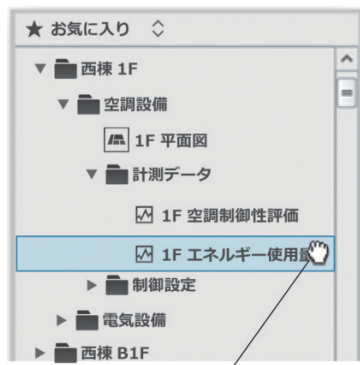 ★ お気に入り
▼ 西棟 1F
▼ 空調設備
1F 平面図
▼ 計測データ
1F 空調制御性評価
1F エネルギー使用量
▶ 制御設定
▶ 電気設備
▶ 西棟 B1F